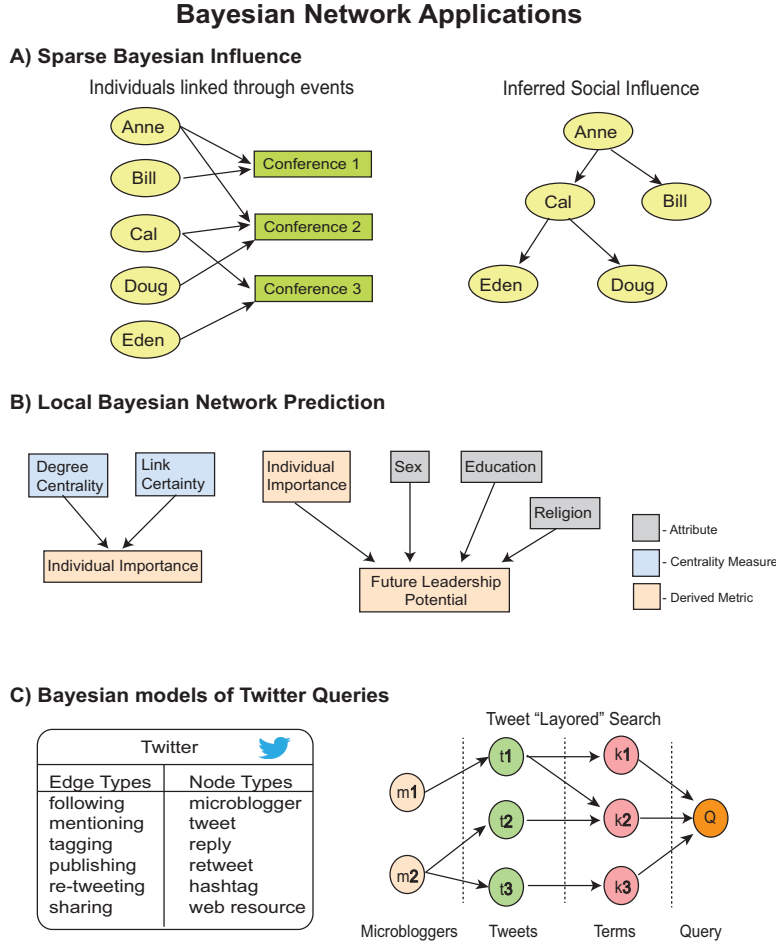 Bayesian Network Applications
A) Sparse Bayesian Influence
Individuals linked through events
Anne
Bill
Cal
Doug
Eden
Conference 1
Conference 2
Conference 3
Inferred Social Influence
Anne
Cal
Bill
Eden
Doug
B) Local Bayesian Network Prediction
Degree
Centrality
Link
Certainty
Individual Importance
Individual
Importance
Sex
Education
Religion
Future Leadership
Potential
- Attribute
- Centrality Measure
- Derived Metric
C) Bayesian models of Twitter Queries
Twitter
Edge Types
following
mentioning
tagging
publishing
re-tweeting
sharing
Node Types
microblogger
tweet
reply
retweet
hashtag
web resource
Tweet “Layored” Search
m1
m2
t1
t2
t3
k1
k2
k3
Q
Microbloggers
Tweets
Terms
Query